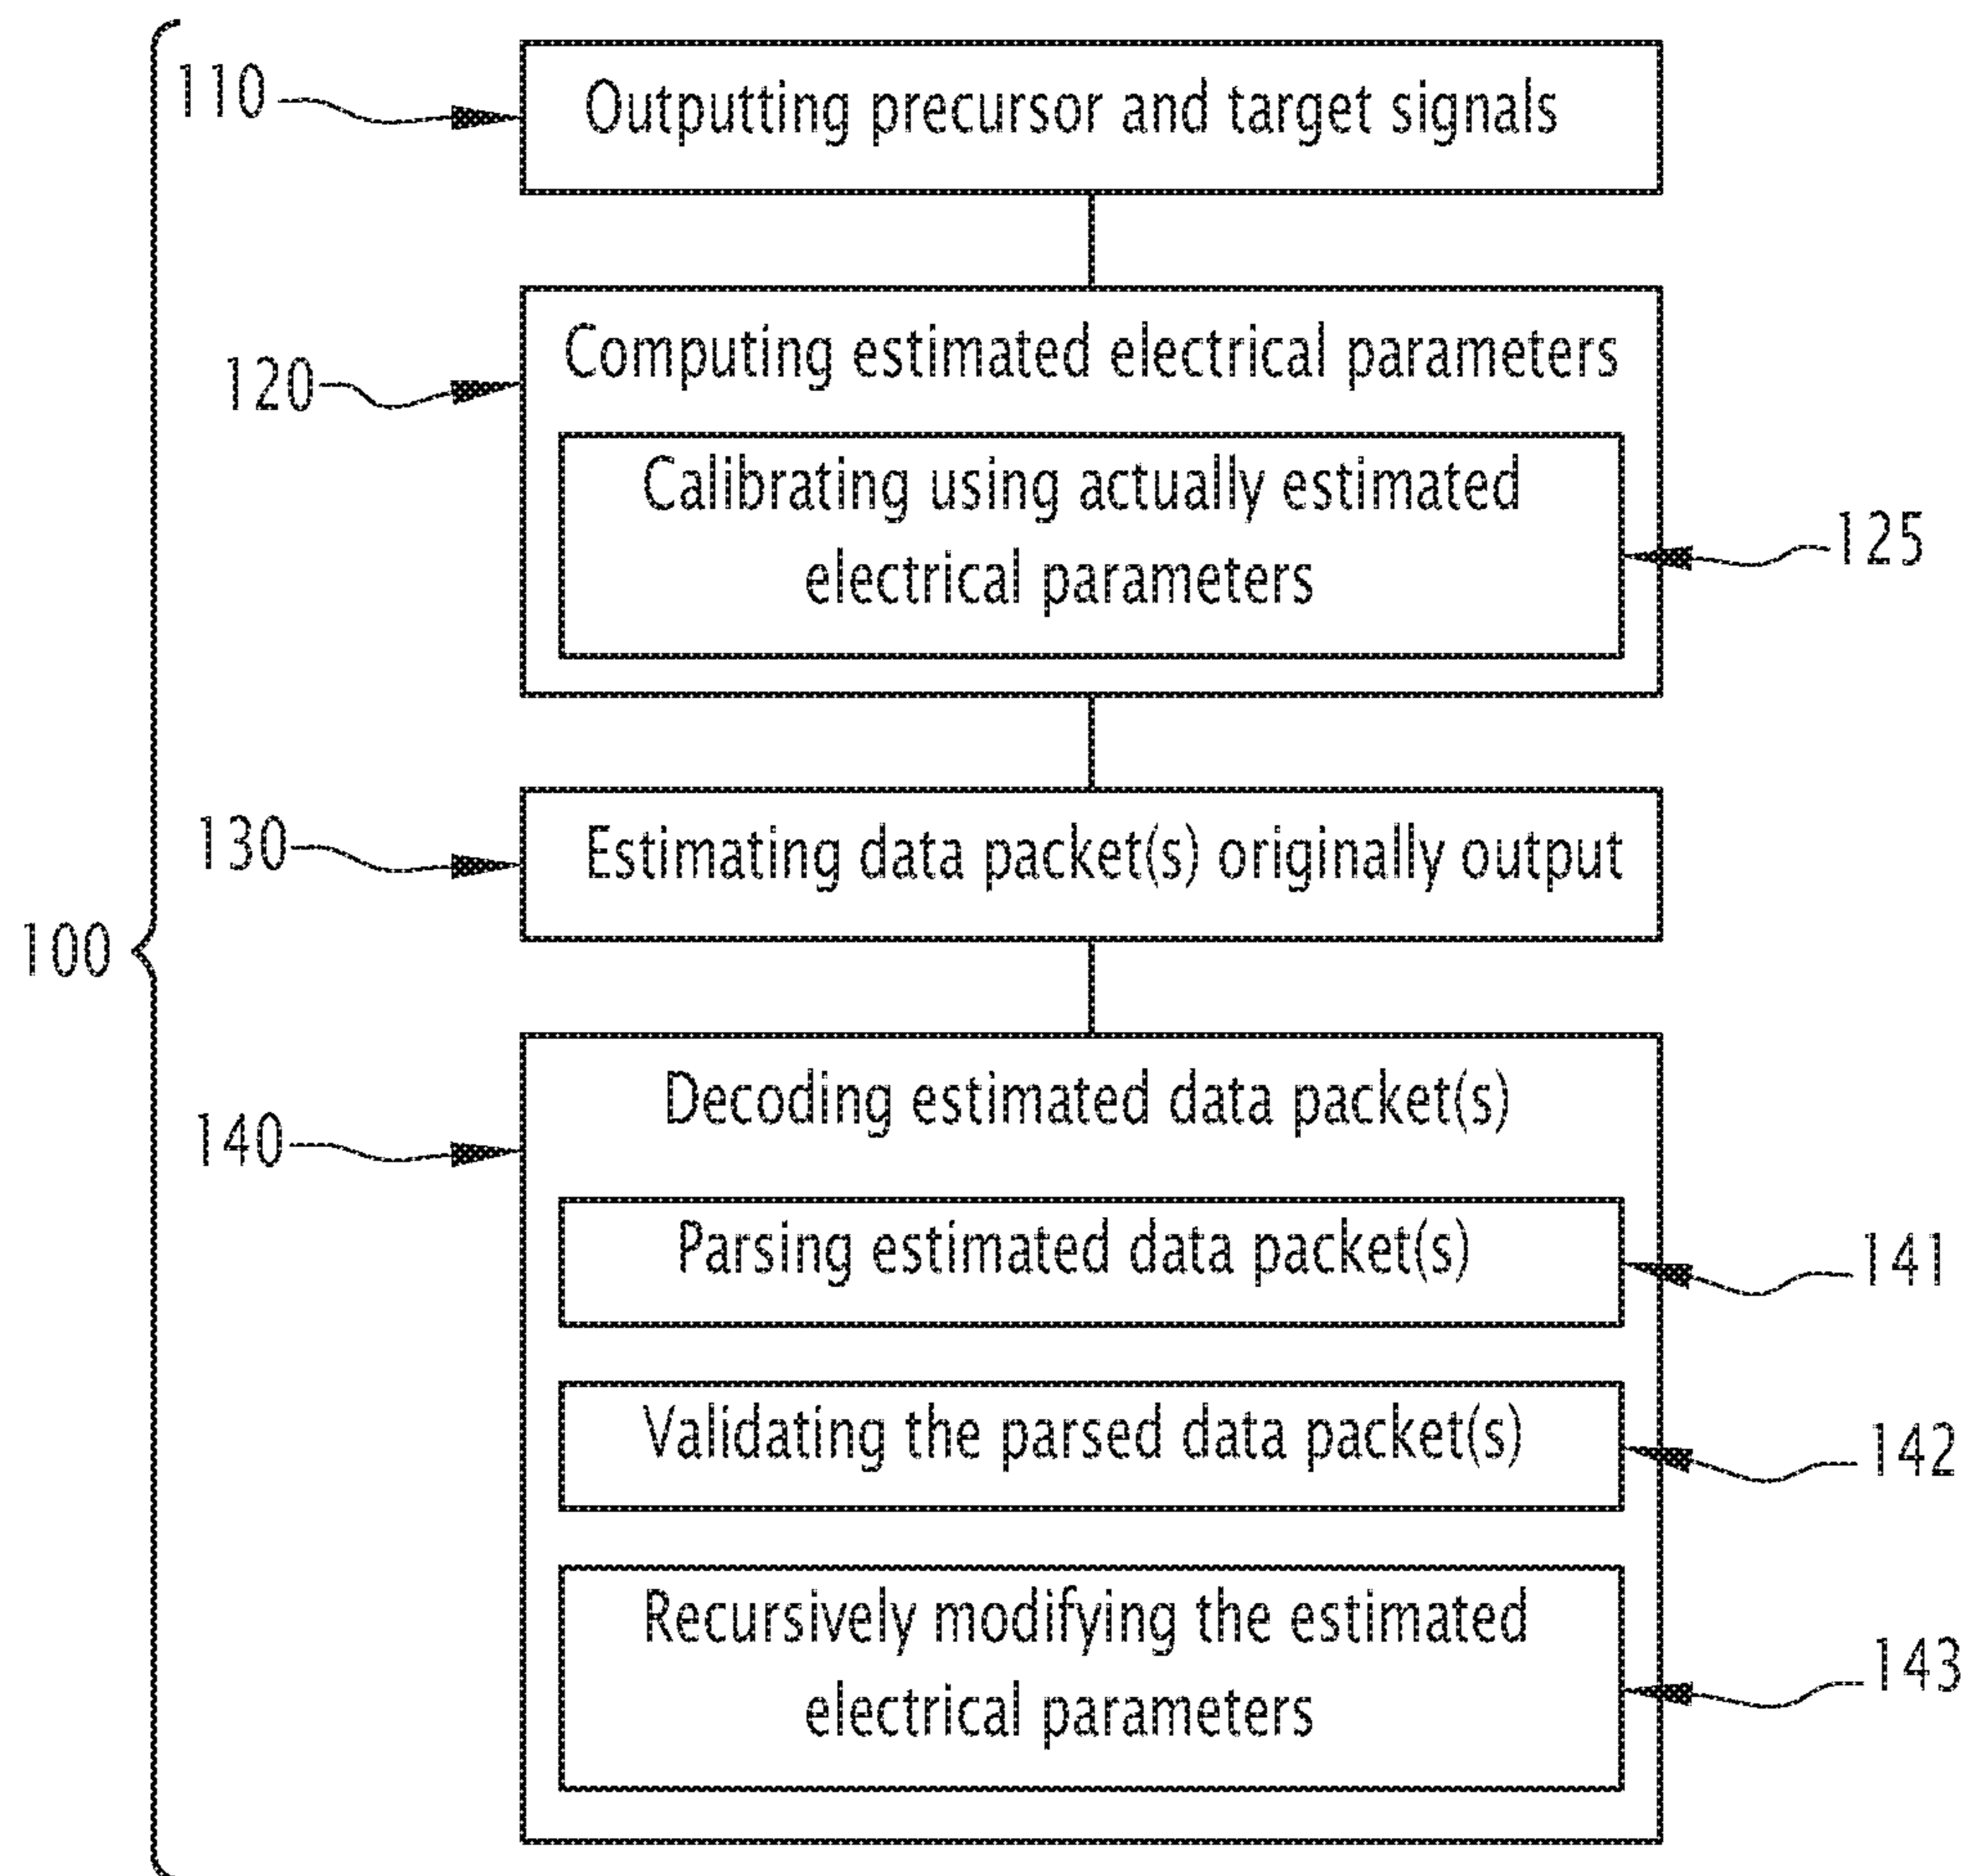 110
Outputting precursor and target signals
120
Computing estimated electrical parameters
Calibrating using actually estimated
electrical parameters
125
130
Estimating data packet(s) originally output
100
140
Decoding estimated data packet(s)
Parsing estimated data packet(s)
141
Validating the parsed data packet(s)
142
Recursively modifying the estimated
electrical parameters
143